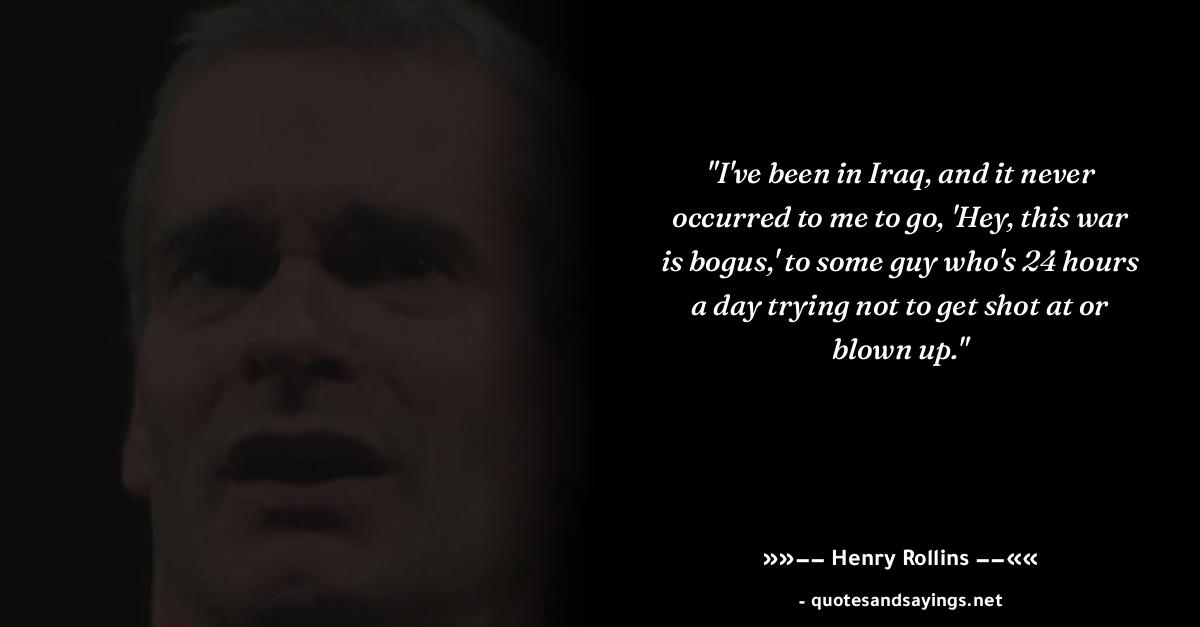 "I've been in Iraq, and it never
occurred to me to go, 'Hey, this war
is bogus,' to some guy who's 24 hours
a day trying not to get shot at or
blown up."
»»−− Henry Rollins −−««
- quotesandsayings.net